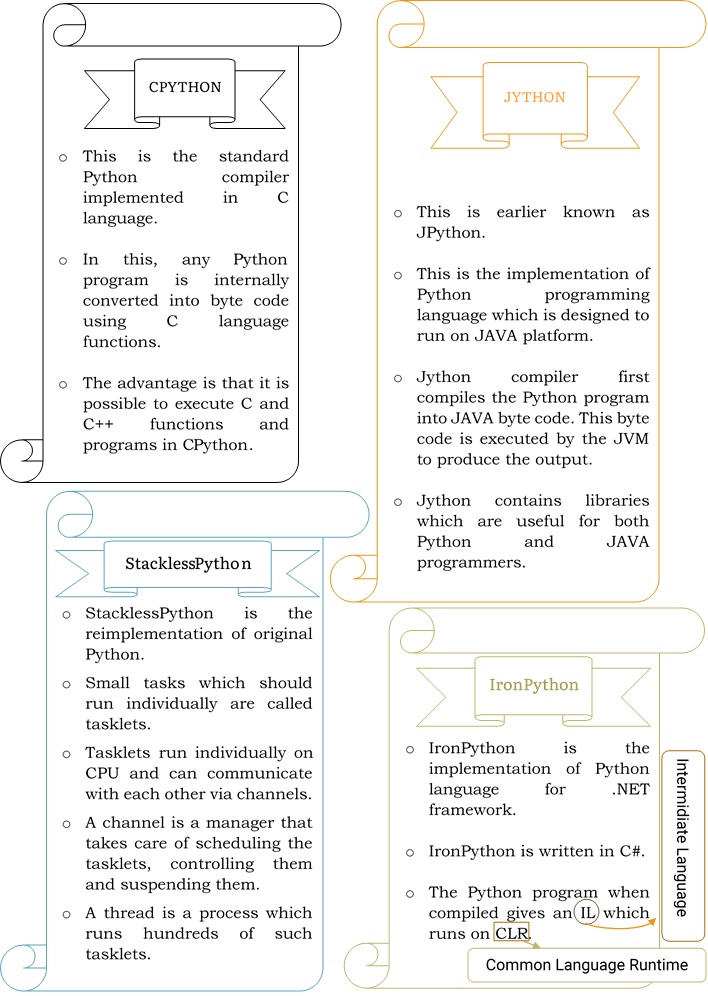 CPYTHON
○ This is the standard
Python compiler
implemented in C
language.
○ In this, any Python
program is internally
converted into byte code
using C language
functions.
○ The advantage is that it is
possible to execute C and
C++ functions and
programs in CPython.
JYTHON
○ This is earlier known as
JPython.
○ This is the implementation of
Python programming
language which is designed to
run on JAVA platform.
○ Jython compiler first
compiles the Python program
into JAVA byte code. This byte
code is executed by the JVM
to produce the output.
○ Jython contains libraries
which are useful for both
Python and JAVA
programmers.
StacklessPython
○ StacklessPython is the
reimplementation of original
Python.
○ Small tasks which should
run individually are called
tasklets.
○ Tasklets run individually on
CPU and can communicate
with each other via channels.
○ A channel is a manager that
takes care of scheduling the
tasklets, controlling them
and suspending them.
○ A thread is a process which
runs hundreds of such
tasklets.
IronPython
○ IronPython is the
implementation of Python
language for .NET
framework.
○ IronPython is written in C#.
○ The Python program when
compiled gives an IL which
runs on CLR.
Intermidiate Language
Common Language Runtime